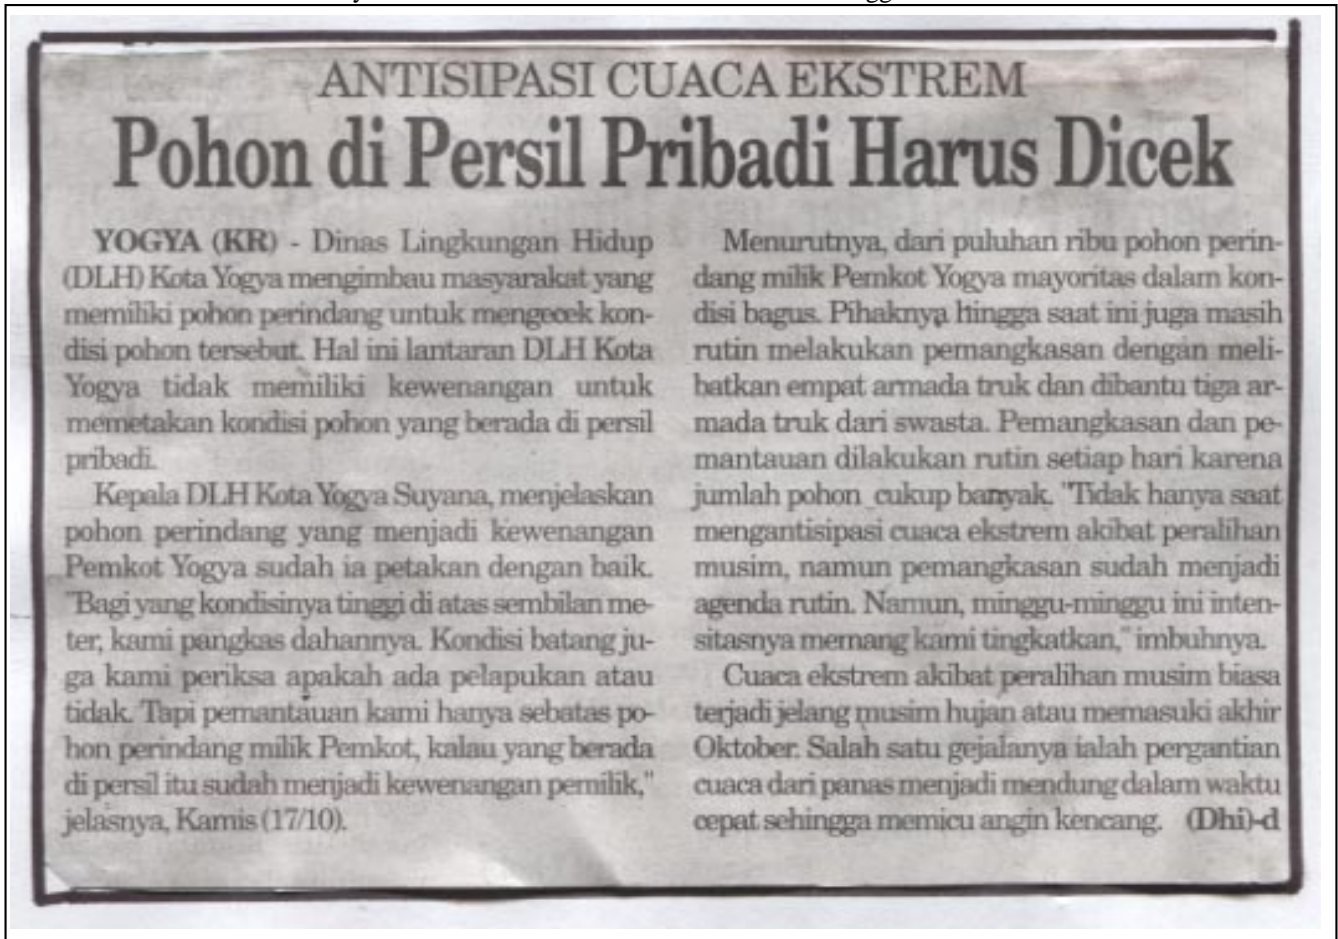 ANTISIPASI CUACA EKSTREM
Pohon di Persil Pribadi Harus Dicek
YOGYA (KR) - Dinas Lingkungan Hidup
(DLH) Kota Yogya mengimbau masyarakat yang
memiliki pohon perindang untuk mengecek kon-
disi pohon tersebut. Hal ini lantaran DLH Kota
Yogya tidak memiliki kewenangan untuk
memetakan kondisi pohon yang berada di persil
pribadi.
Kepala DLH Kota Yogya Suyana, menjelaskan
pohon perindang yang menjadi kewenangan
Pemkot Yogya sudah ia petakan dengan baik.
"Bagi yang kondisinya tinggi di atas sembilan me-
ter, kami pangkas dahannya. Kondisi batang ju-
ga kami periksa apakah ada pelapukan atau
tidak. Tapi pemantauan kami hanya sebatas po-
hon perindang milik Pemkot, kalau yang berada
di persil itu sudah menjadi kewenangan pemilik,"
jelasnya, Kamis (17/10).
Menurutnya, dari puluhan ribu pohon perin-
dang milik Pemkot Yogya mayoritas dalam kon-
disi bagus. Pihaknya hingga saat ini juga masih
rutin melakukan pemangkasan dengan meli-
batkan empat armada truk dan dibantu tiga ar-
mada truk dari swasta. Pemangkasan dan pe-
mantauan dilakukan rutin setiap hari karena
jumlah pohon cukup banyak. "Tidak hanya saat
mengantisipasi cuaca ekstrem akibat peralihan
musim, namun pemangkasan sudah menjadi
agenda rutin. Namun, minggu-minggu ini inten-
sitasnya memang kami tingkatkan," imbuhnya.
Cuaca ekstrem akibat peralihan musim biasa
terjadi jelang musim hujan atau memasuki akhir
Oktober. Salah satu gejalanya ialah pergantian
cuaca dari panas menjadi mendung dalam waktu
cepat sehingga memicu angin kencang. (Dhi)-d